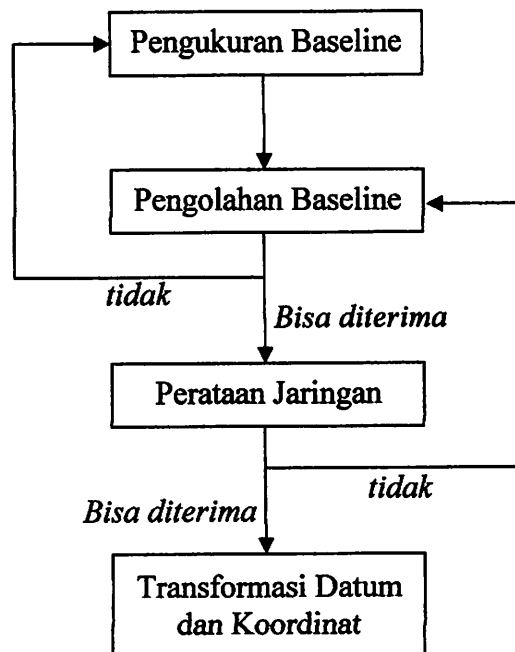 Pengukuran Baseline
Pengolahan Baseline
tidak
Bisa diterima
Perataan Jaringan
tidak
Bisa diterima
Transformasi Datum
dan Koordinat